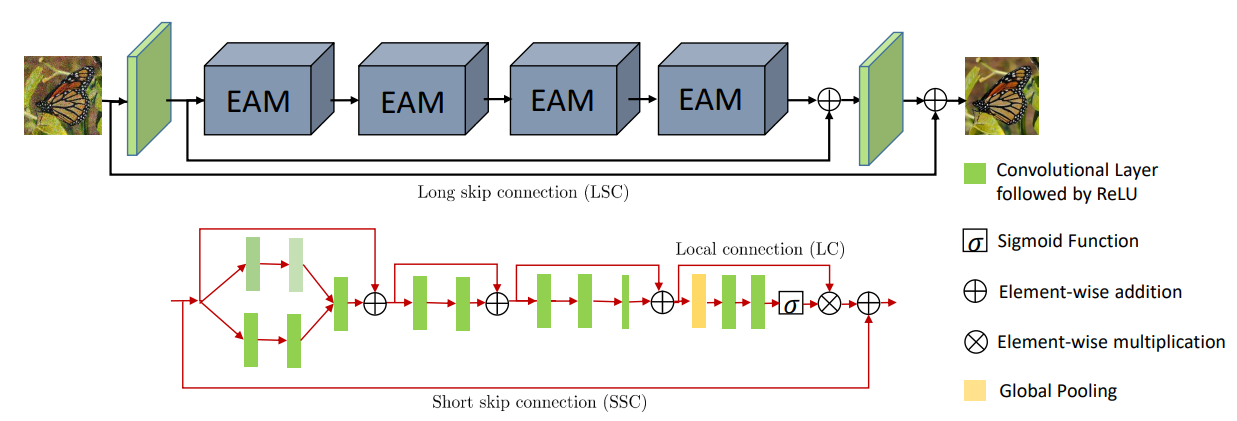 EAM
EAM
EAM
EAM
Long skip connection (LSC)
Convolutional Layer
followed by ReLU
σ
Sigmoid Function
Local connection (LC)
σ
Element-wise addition
Element-wise multiplication
Global Pooling
Short skip connection (SSC)